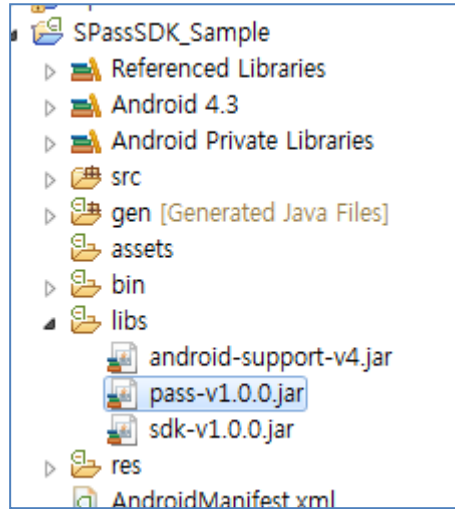 SPassSDK_Sample
Referenced Libraries
Android 4.3
Android Private Libraries
src
gen [Generated Java Files]
assets
bin
libs
android-support-v4.jar
pass-v1.0.0.jar
sdk-v1.0.0.jar
res
AndroidManifest.xml